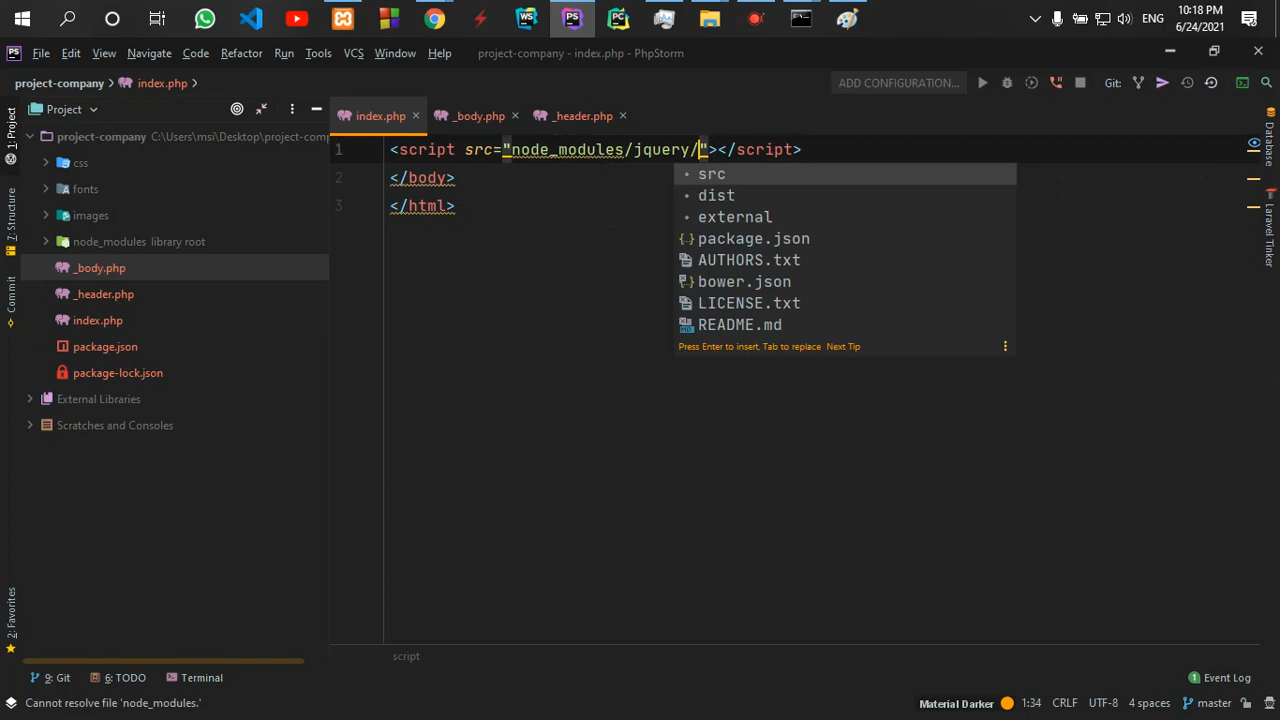 10:18 PM
ENG
6/24/2021
File Edit View Navigate Code Refactor Run Tools VCS Window Help project-company - index.php - PhpStorm
project-company index.php ADD CONFIGURATION... Git:
Project
index.php _body.php _header.php
1: Project
7: Structure
Commit
2: Favorites
project-company C:\Users\msi\Desktop\project-comp
css
fonts
images
node_modules library root
_body.php
_header.php
index.php
package.json
package-lock.json
External Libraries
Scratches and Consoles
1 <script src="node_modules/jquery/"></script>
2 </body>
3 </html>
src
dist
external
package.json
AUTHORS.txt
bower.json
LICENSE.txt
README.md
Press Enter to insert, Tab to replace Next Tip
Database
Laravel Tinker
script
9: Git 6: TODO Terminal 1 Event Log
Cannot resolve file 'node_modules.' Material Darker 1:34 CRLF UTF-8 4 spaces master